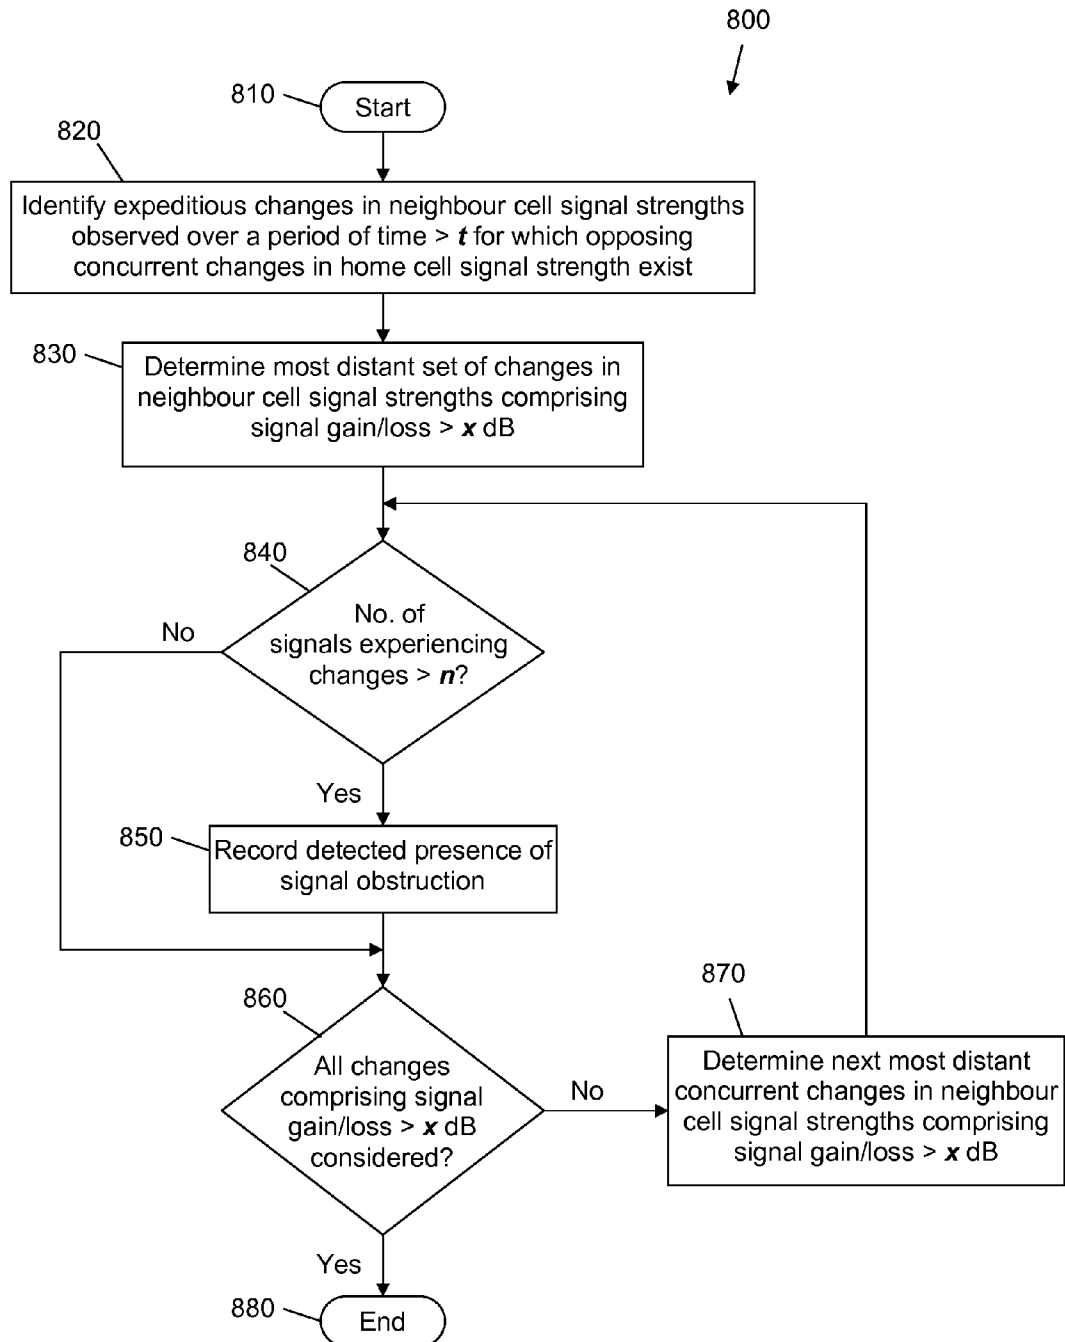 800
810
Start
820
Identify expeditious changes in neighbour cell signal strengths
observed over a period of time > t for which opposing
concurrent changes in home cell signal strength exist
830
Determine most distant set of changes in
neighbour cell signal strengths comprising
signal gain/loss > x dB
840
No. of
signals experiencing
changes > n?
No
Yes
850
Record detected presence of
signal obstruction
860
All changes
comprising signal
gain/loss > x dB
considered?
No
870
Determine next most distant
concurrent changes in neighbour
cell signal strengths comprising
signal gain/loss > x dB
Yes
880
End